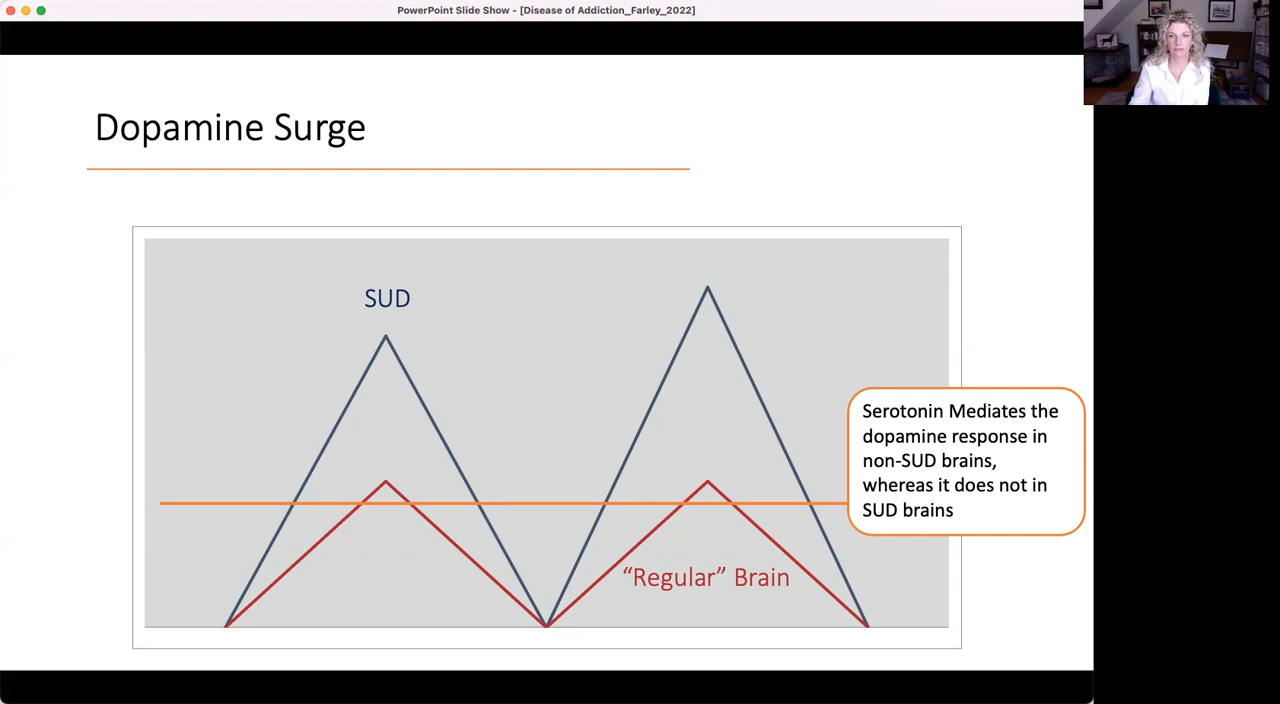 PowerPoint Slide Show - [Disease of Addiction_Farley_2022]
Dopamine Surge
SUD
Serotonin Mediates the
dopamine response in
non-SUD brains,
whereas it does not in
SUD brains
“Regular” Brain